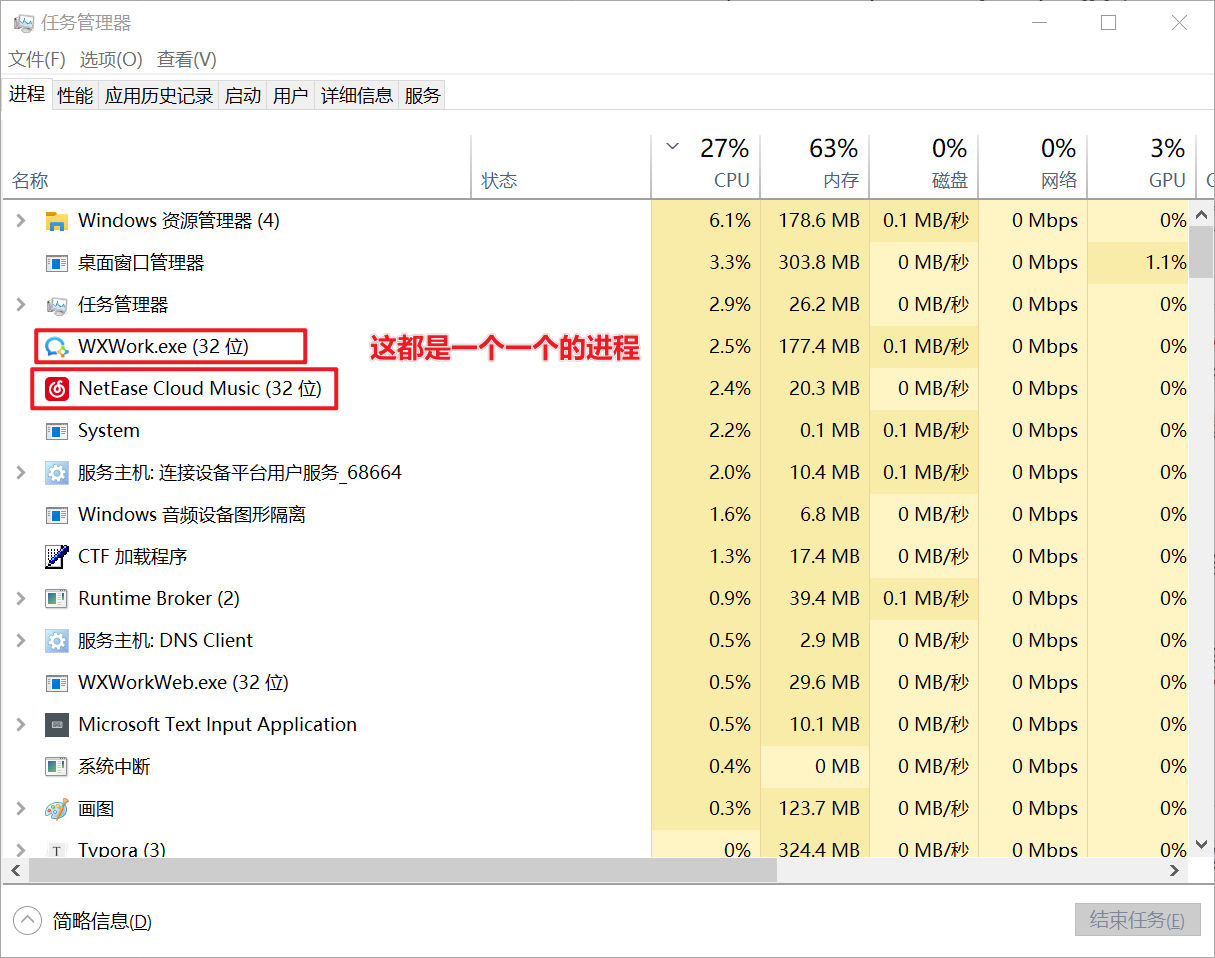 任务管理器
文件(F) 选项(O) 查看(V)
进程 性能 应用历史记录 启动 用户 详细信息 服务
27% 63% 0% 0% 3%
名称 状态 CPU 内存 磁盘 网络 GPU
Windows 资源管理器 (4) 6.1% 178.6 MB 0.1 MB/秒 0 Mbps 0%
桌面窗口管理器 3.3% 303.8 MB 0 MB/秒 0 Mbps 1.1%
任务管理器 2.9% 26.2 MB 0 MB/秒 0 Mbps 0%
WXWork.exe (32 位) 这都是一个一个的进程 2.5% 177.4 MB 0.1 MB/秒 0 Mbps 0%
NetEase Cloud Music (32 位) 2.4% 20.3 MB 0 MB/秒 0 Mbps 0%
System 2.2% 0.1 MB 0.1 MB/秒 0 Mbps 0%
服务主机: 连接设备平台用户服务_68664 2.0% 10.4 MB 0.1 MB/秒 0 Mbps 0%
Windows 音频设备图形隔离 1.6% 6.8 MB 0 MB/秒 0 Mbps 0%
CTF 加载程序 1.3% 17.4 MB 0 MB/秒 0 Mbps 0%
Runtime Broker (2) 0.9% 39.4 MB 0.1 MB/秒 0 Mbps 0%
服务主机: DNS Client 0.5% 2.9 MB 0 MB/秒 0 Mbps 0%
WXWorkWeb.exe (32 位) 0.5% 29.6 MB 0 MB/秒 0 Mbps 0%
Microsoft Text Input Application 0.5% 10.1 MB 0 MB/秒 0 Mbps 0%
系统中断 0.4% 0 MB 0 MB/秒 0 Mbps 0%
画图 0.3% 123.7 MB 0 MB/秒 0 Mbps 0%
Typora (3) 0% 324.4 MB 0 MB/秒 0 Mbps 0%
简略信息(D) 结束任务(E)